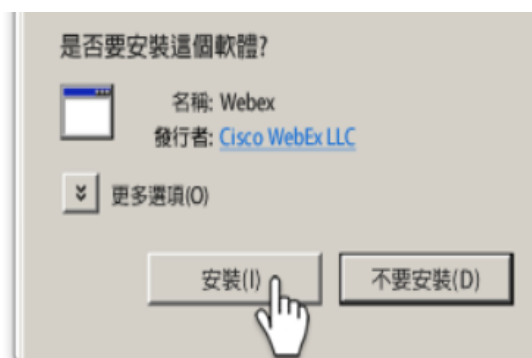 是否要安裝這個軟體?
名稱: Webex
發行者: Cisco WebEx LLC
更多選項(O)
安裝(I)
不要安裝(D)